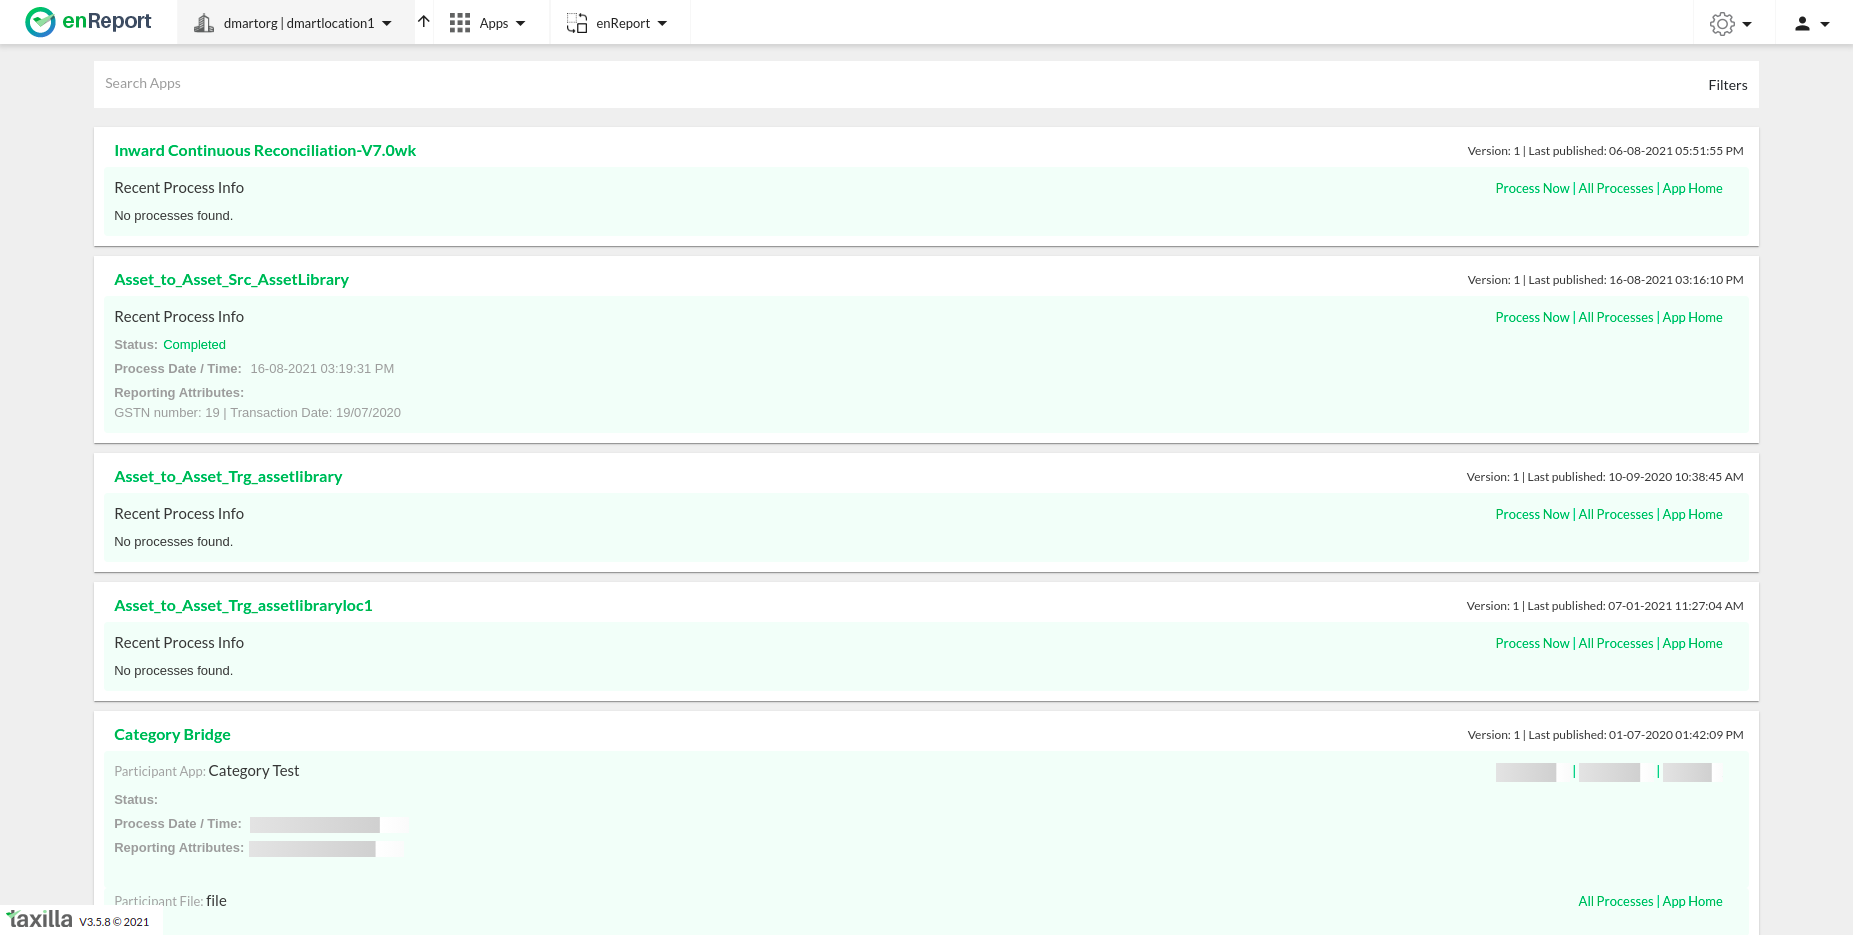 enReport dmartorg | dmartlocation1 Apps enReport
Search Apps Filters
Inward Continuous Reconciliation-V7.0wk Version: 1 | Last published: 06-08-2021 05:51:55 PM
Recent Process Info Process Now | All Processes | App Home
No processes found.
Asset_to_Asset_Src_AssetLibrary Version: 1 | Last published: 16-08-2021 03:16:10 PM
Recent Process Info Process Now | All Processes | App Home
Status: Completed
Process Date / Time: 16-08-2021 03:19:31 PM
Reporting Attributes:
GSTN number: 19 | Transaction Date: 19/07/2020
Asset_to_Asset_Trg_assetlibrary Version: 1 | Last published: 10-09-2020 10:38:45 AM
Recent Process Info Process Now | All Processes | App Home
No processes found.
Asset_to_Asset_Trg_assetlibraryloc1 Version: 1 | Last published: 07-01-2021 11:27:04 AM
Recent Process Info Process Now | All Processes | App Home
No processes found.
Category Bridge Version: 1 | Last published: 01-07-2020 01:42:09 PM
Participant App: Category Test | |
Status:
Process Date / Time:
Reporting Attributes:
Participant File: file All Processes | App Home
taxilla V3.5.8 © 2021